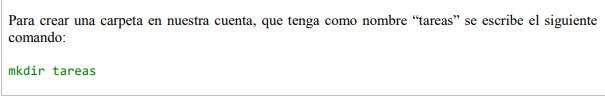 Para crear una carpeta en nuestra cuenta, que tenga como nombre “tareas” se escribe el siguiente
comando:
mkdir tareas